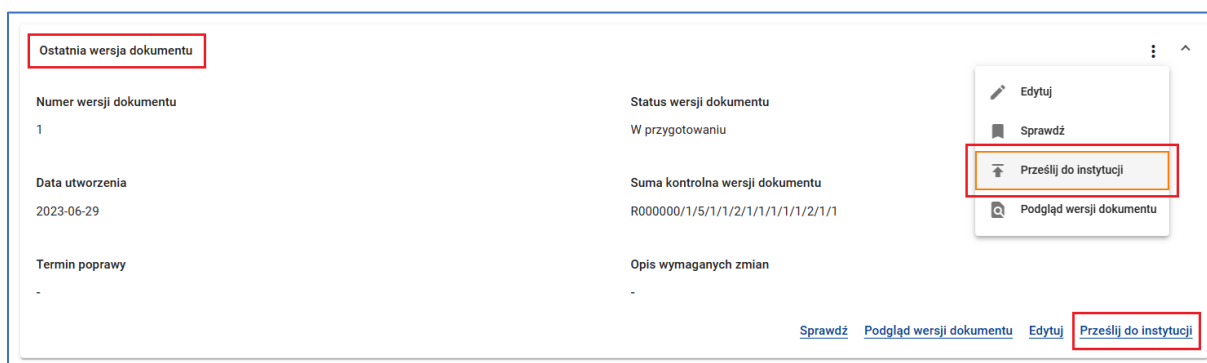 Ostatnia wersja dokumentu
Numer wersji dokumentu
1
Status wersji dokumentu
W przygotowaniu
Data utworzenia
2023-06-29
Suma kontrolna wersji dokumentu
R000000/1/5/1/1/2/1/1/1/1/1/2/1/1
Termin poprawy
-
Opis wymaganych zmian
-
Edytuj
Sprawdź
Prześlij do instytucji
Podgląd wersji dokumentu
Sprawdź Podgląd wersji dokumentu Edytuj Prześlij do instytucji